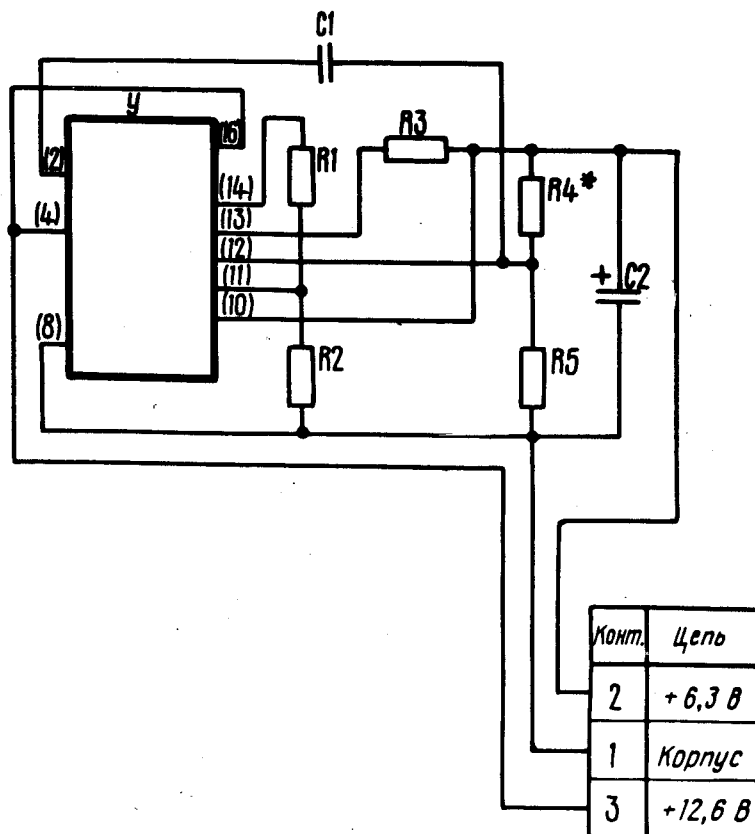 C1
У
(16)
R3
(2)
R1
(14)
R4*
(4)
(13)
(12)
+ C2
(11)
(10)
(8)
R2
R5
Конт. Цепь
2 +6,3 В
1 Корпус
3 +12,6 В